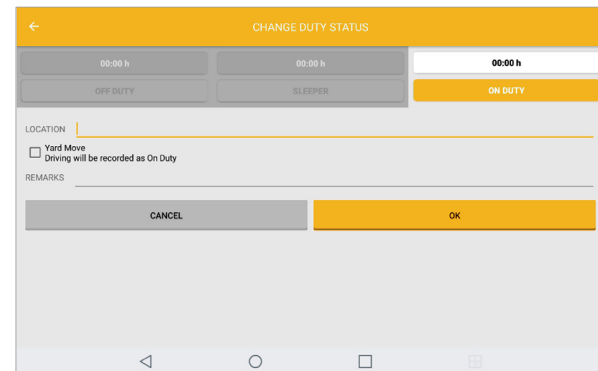 CHANGE DUTY STATUS
00:00 h 00:00 h 00:00 h
OFF DUTY SLEEPER ON DUTY
LOCATION
Yard Move
Driving will be recorded as On Duty
REMARKS
CANCEL OK